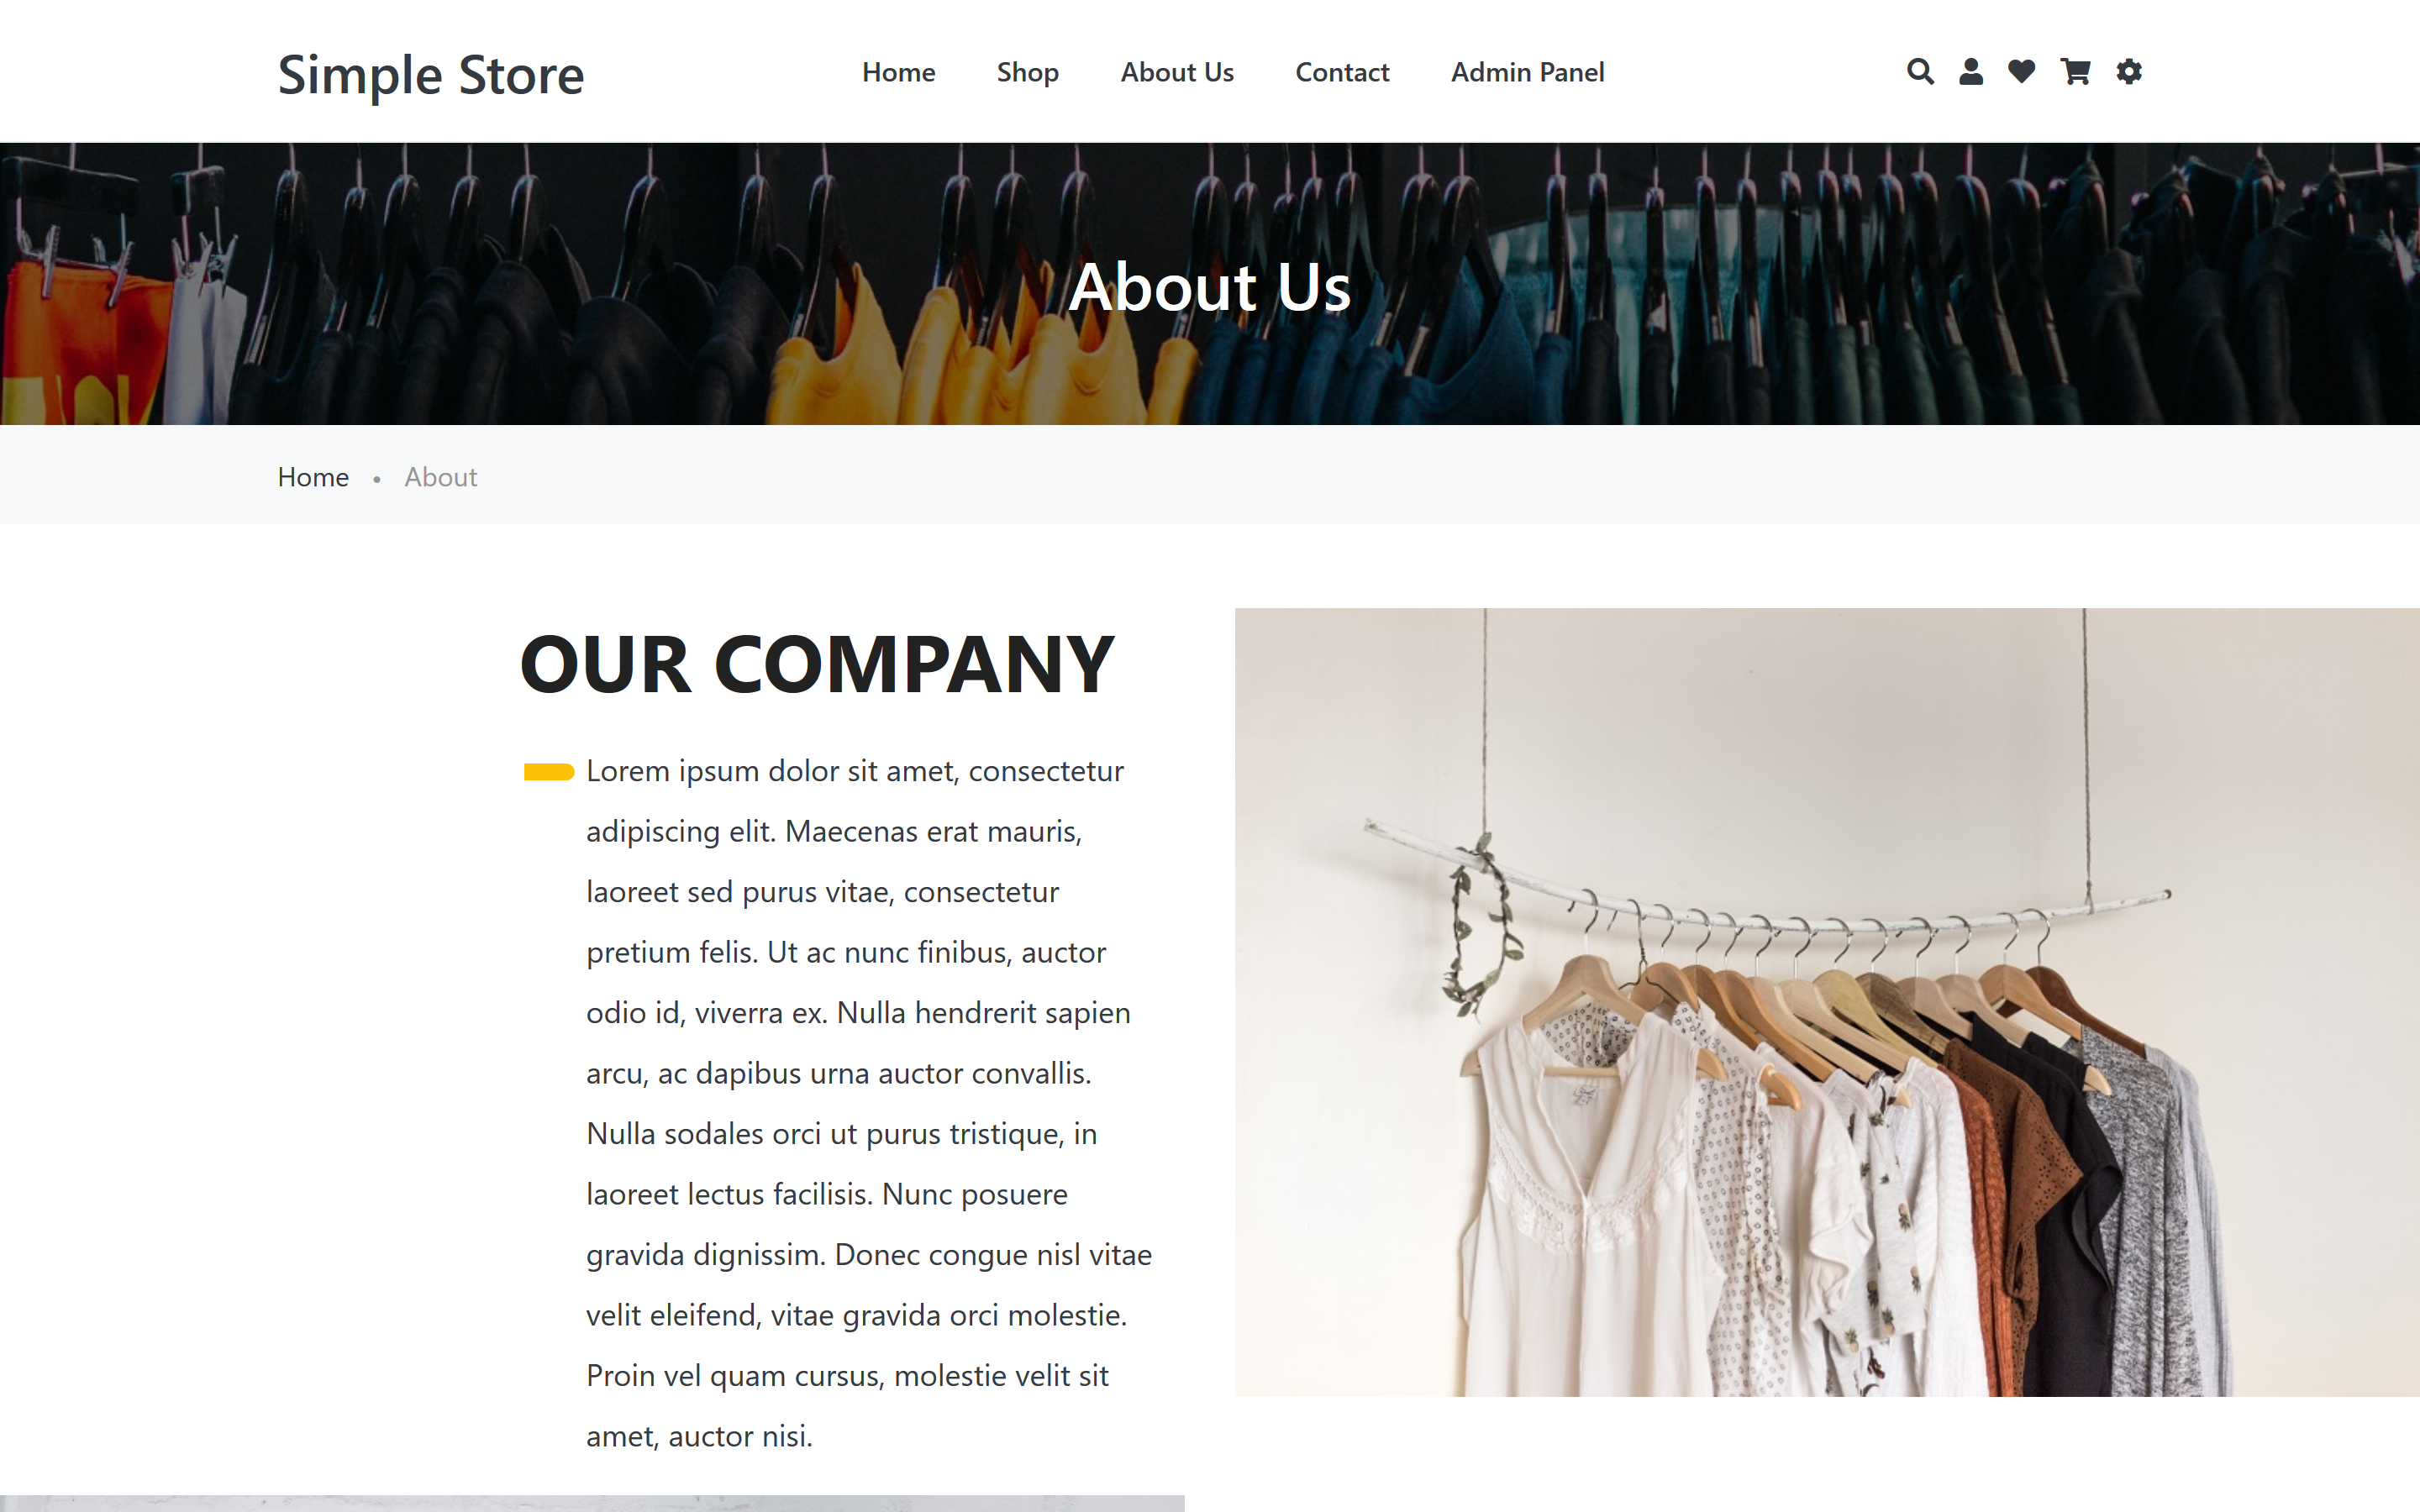 Simple Store
Home Shop About Us Contact Admin Panel
About Us
Home • About
OUR COMPANY
Lorem ipsum dolor sit amet, consectetur
adipiscing elit. Maecenas erat mauris,
laoreet sed purus vitae, consectetur
pretium felis. Ut ac nunc finibus, auctor
odio id, viverra ex. Nulla hendrerit sapien
arcu, ac dapibus urna auctor convallis.
Nulla sodales orci ut purus tristique, in
laoreet lectus facilisis. Nunc posuere
gravida dignissim. Donec congue nisl vitae
velit eleifend, vitae gravida orci molestie.
Proin vel quam cursus, molestie velit sit
amet, auctor nisi.